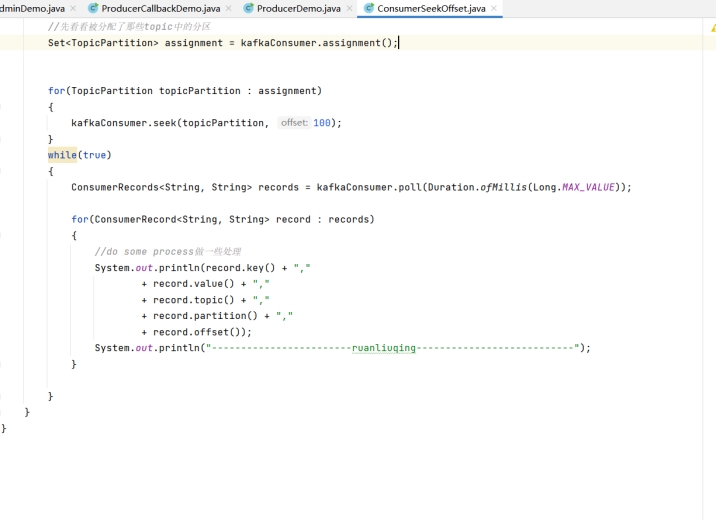 dminDemo.java × ProducerCallbackDemo.java × ProducerDemo.java × ConsumerSeekOffset.java ×
//先看看被分配了那些topic中的分区
Set<TopicPartition> assignment = kafkaConsumer.assignment();
for(TopicPartition topicPartition : assignment)
{
kafkaConsumer.seek(topicPartition, offset: 100);
}
while(true)
{
ConsumerRecords<String, String> records = kafkaConsumer.poll(Duration.ofMillis(Long.MAX_VALUE));
for(ConsumerRecord<String, String> record : records)
{
//do some process做一些处理
System.out.println(record.key() + ","
+ record.value() + ","
+ record.topic() + ","
+ record.partition() + ","
+ record.offset());
System.out.println("------------------------ruanliuqing---------------------------");
}
}
}
}